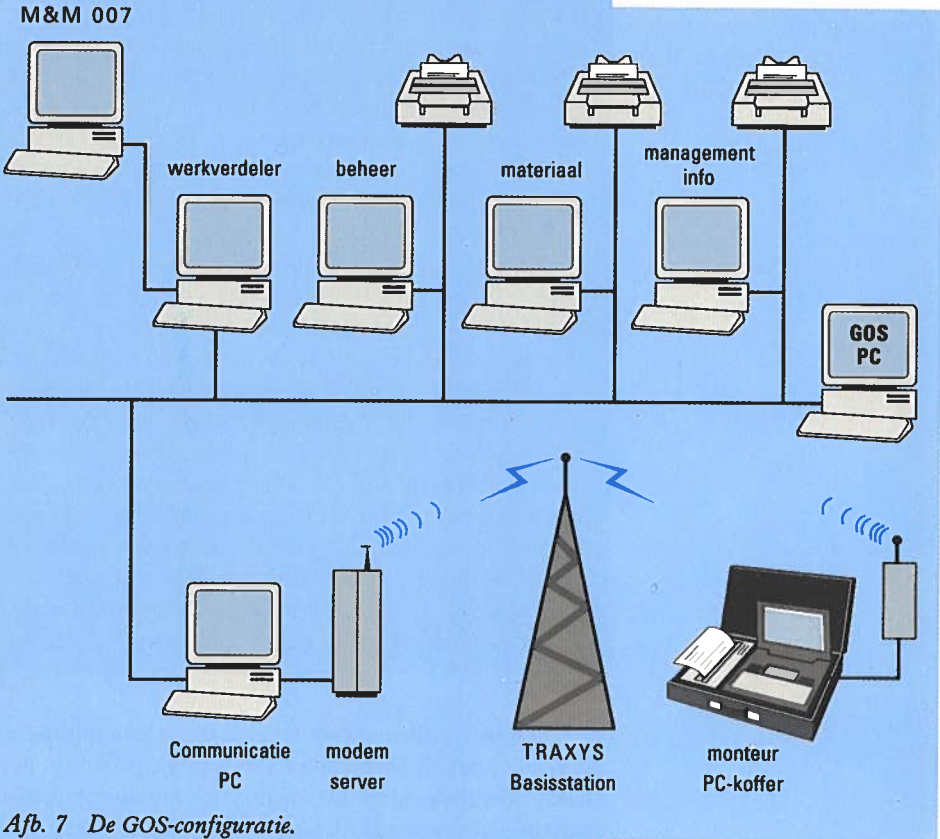 M&M 007
werkverdeler
beheer
materiaal
management
info
GOS
PC
Communicatie
PC
modem
server
TRAXYS
Basisstation
monteur
PC-koffer
Afb. 7 De GOS-configuratie.